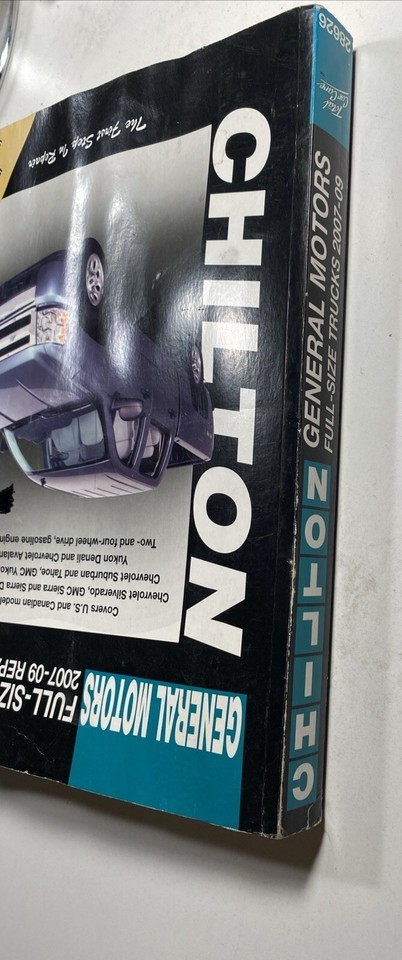 GENERAL MOTORS
FULL-SIZ
2007-09 REP
CHILTON
Covers U.S. and Canadian model
Chevrolet Silverado, GMC Sierra and Sierra D
Chevrolet Suburban and Tahoe, GMC Yuko
Yukon Denali and Chevrolet Avalan
Two- and four-wheel drive, gasoline engin
The First Step In Repair
CHILTON
GENERAL MOTORS
FULL-SIZE TRUCKS 2007-09
Total
Car Care
28626